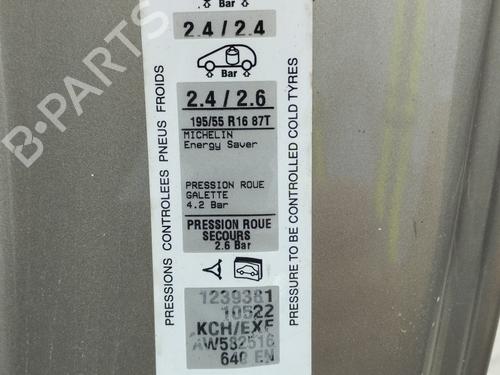 Bar
2.4 / 2.4
Bar
2.4 / 2.6
195/55 R16 87T
MICHELIN
Energy Saver
PRESSION ROUE
GALETTE
4.2 Bar
PRESSION ROUE
SECOURS
2.6 Bar
1239381
10522
KCH/EXF
AW582516
640 EN
PRESSIONS CONTROLEES PNEUS FROIDS
PRESSURE TO BE CONTROLLED COLD TYRES
B-PARTS